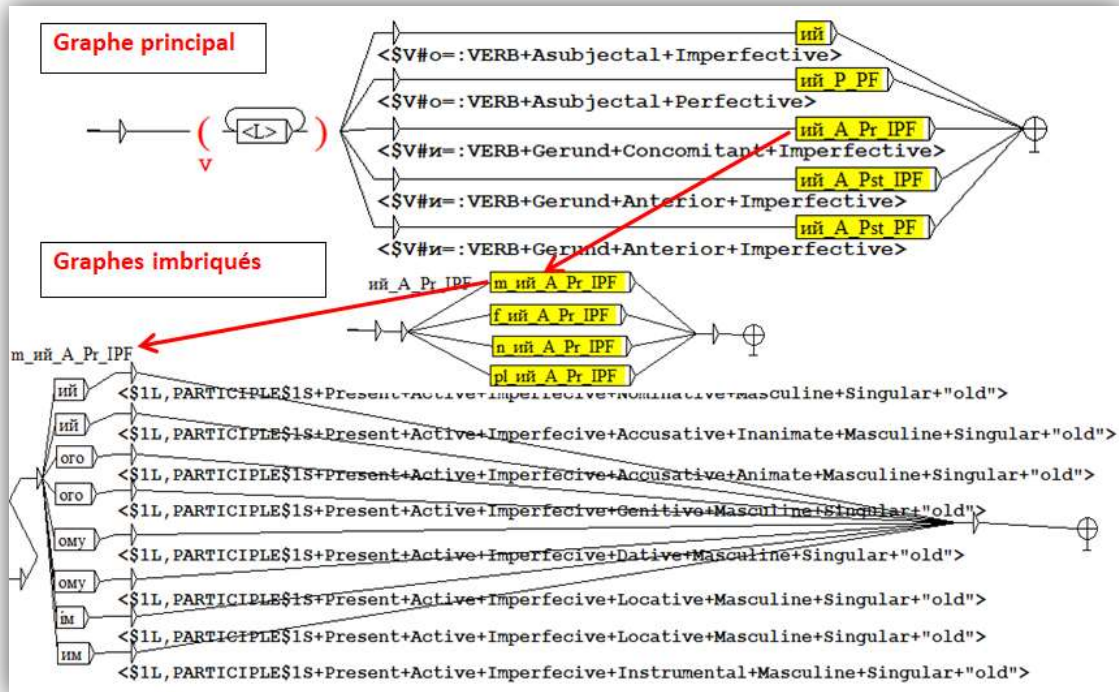 Graphe principal
ий
<$V#о=:VERB+Asubjectal+Imperfective>
ий_P_PF
<$V#о=:VERB+Asubjectal+Perfective>
( <L> )
v
ий_A_Pr_IPF
<$V#и=:VERB+Gerund+Concomitant+Imperfective>
ий_A_Pst_IPF
<$V#и=:VERB+Gerund+Anterior+Imperfective>
ий_A_Pst_PF
<$V#и=:VERB+Gerund+Anterior+Imperfective>
Graphes imbriqués
ий_A_Pr_IPF
m_ий_A_Pr_IPF
f_ий_A_Pr_IPF
n_ий_A_Pr_IPF
pl_ий_A_Pr_IPF
m_ий_A_Pr_IPF
ий
<$1L,PARTICIPLE$1S+Present+Active+Imperfecive+Nominative+Masculine+Singular+"old">
ий
<$1L,PARTICIPLE$1S+Present+Active+Imperfecive+Accusative+Inanimate+Masculine+Singular+"old">
ого
<$1L,PARTICIPLE$1S+Present+Active+Imperfecive+Accusative+Animate+Masculine+Singular+"old">
ого
<$1L,PARTICIPLE$1S+Present+Active+Imperfecive+Genitive+Masculine+Singular+"old">
ому
<$1L,PARTICIPLE$1S+Present+Active+Imperfecive+Dative+Masculine+Singular+"old">
ому
<$1L,PARTICIPLE$1S+Present+Active+Imperfecive+Locative+Masculine+Singular+"old">
ім
<$1L,PARTICIPLE$1S+Present+Active+Imperfecive+Locative+Masculine+Singular+"old">
им
<$1L,PARTICIPLE$1S+Present+Active+Imperfecive+Instrumental+Masculine+Singular+"old">